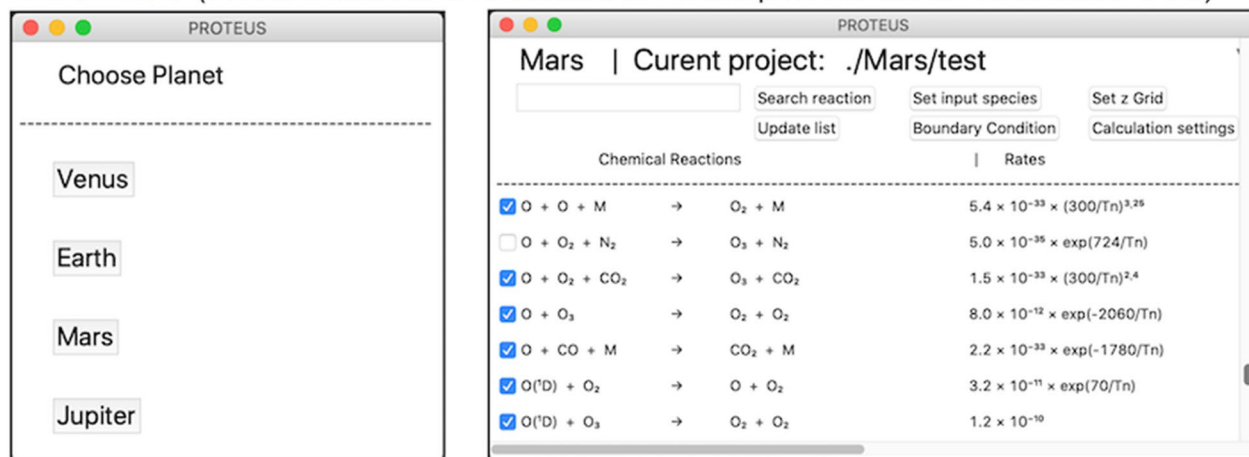 PROTEUS
Choose Planet
Venus
Earth
Mars
Jupiter
PROTEUS
Mars | Curent project: ./Mars/test
Search reaction Set input species Set z Grid
Update list Boundary Condition Calculation settings
Chemical Reactions | Rates
O + O + M → O₂ + M 5.4 × 10⁻³³ × (300/Tn)³·²⁵
O + O₂ + N₂ → O₃ + N₂ 5.0 × 10⁻³⁵ × exp(724/Tn)
O + O₂ + CO₂ → O₃ + CO₂ 1.5 × 10⁻³³ × (300/Tn)²·⁴
O + O₃ → O₂ + O₂ 8.0 × 10⁻¹² × exp(-2060/Tn)
O + CO + M → CO₂ + M 2.2 × 10⁻³³ × exp(-1780/Tn)
O(¹D) + O₂ → O + O₂ 3.2 × 10⁻¹¹ × exp(70/Tn)
O(¹D) + O₃ → O₂ + O₂ 1.2 × 10⁻¹⁰